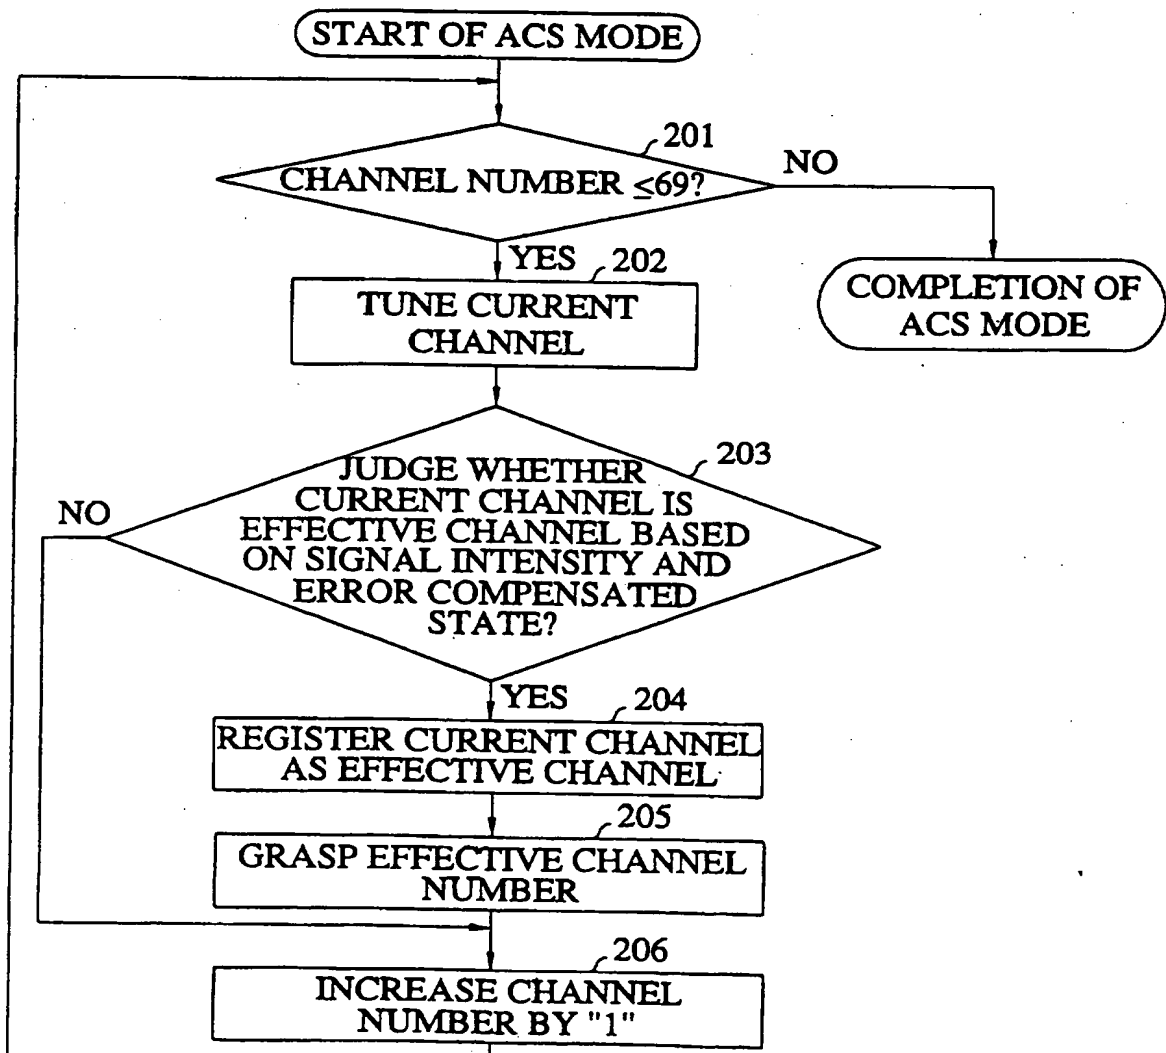 START OF ACS MODE
201
CHANNEL NUMBER ≤69?
NO
YES
202
TUNE CURRENT
CHANNEL
COMPLETION OF
ACS MODE
203
JUDGE WHETHER
CURRENT CHANNEL IS
EFFECTIVE CHANNEL BASED
ON SIGNAL INTENSITY AND
ERROR COMPENSATED
STATE?
NO
YES
204
REGISTER CURRENT CHANNEL
AS EFFECTIVE CHANNEL
205
GRASP EFFECTIVE CHANNEL
NUMBER
206
INCREASE CHANNEL
NUMBER BY "1"